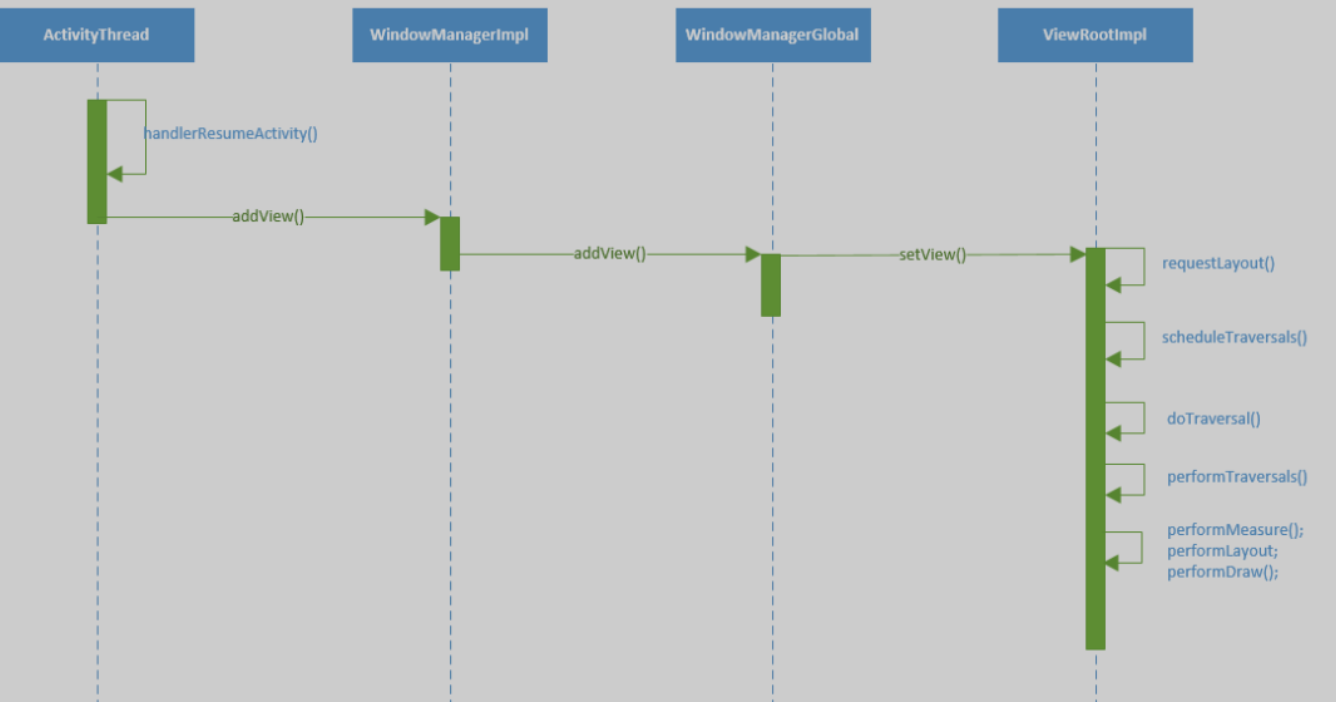 ActivityThread
WindowManagerImpl
WindowManagerGlobal
ViewRootImpl
handlerResumeActivity()
addView()
addView()
setView()
requestLayout()
scheduleTraversals()
doTraversal()
performTraversals()
performMeasure();
performLayout;
performDraw();